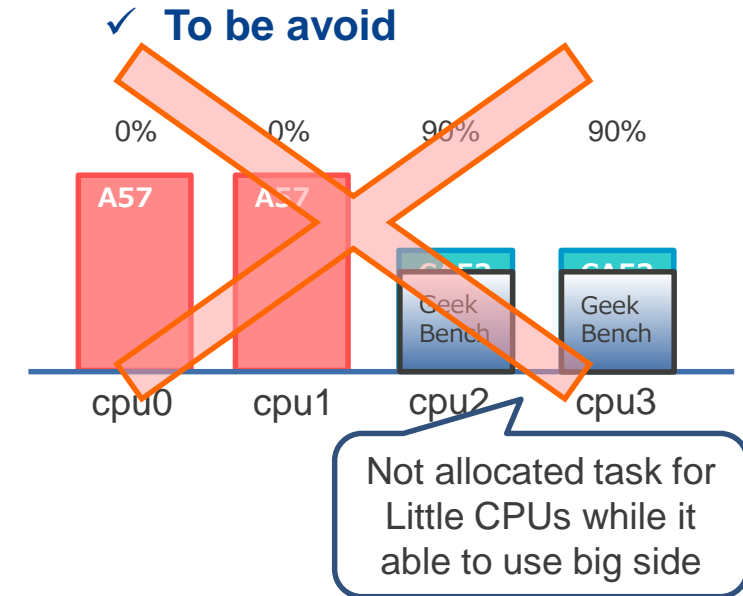 ✓ To be avoid
0% 0% 90% 90%
A57 A57
Geek Geek
Bench Bench
cpu0 cpu1 cpu2 cpu3
Not allocated task for
Little CPUs while it
able to use big side